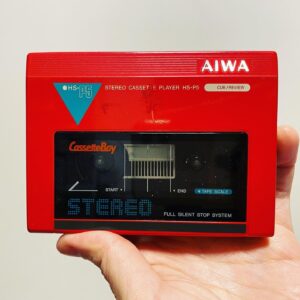 AIWA
HS-P5 STEREO CASSETTE PLAYER HS-P5 CUE/REVIEW
CassetteBoy
START END TAPE SCALE
STEREO FULL SILENT STOP SYSTEM